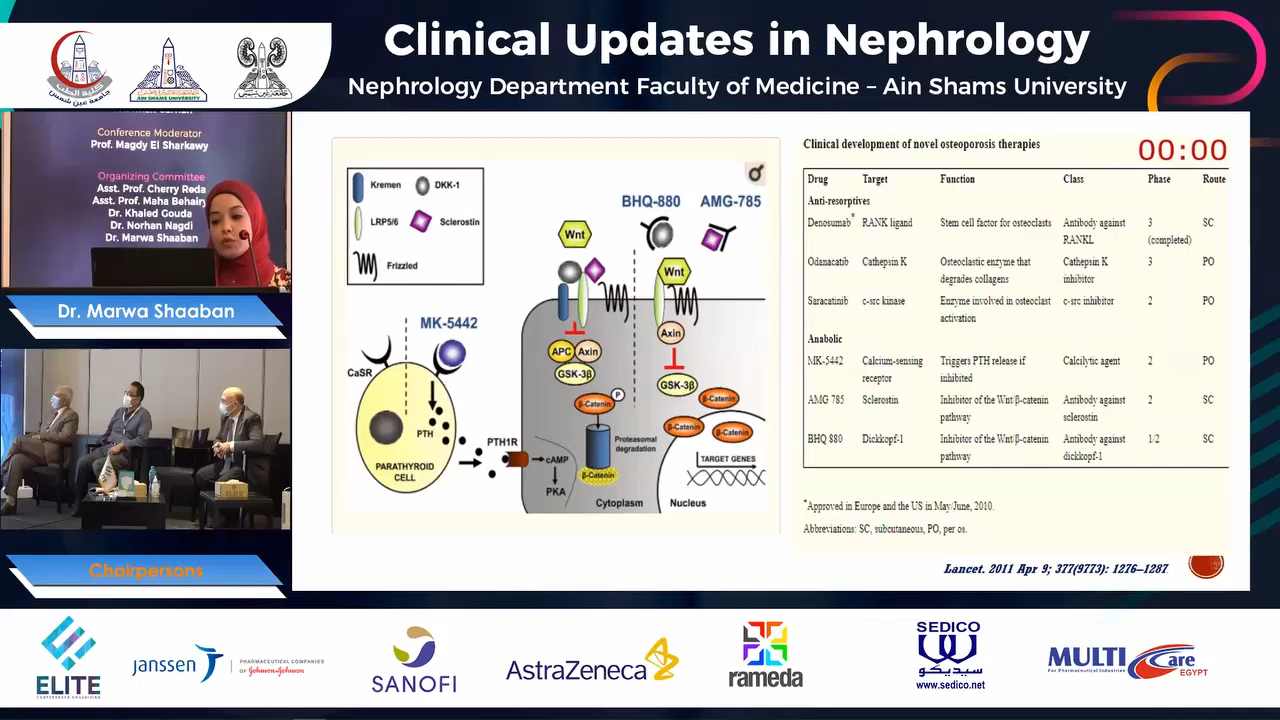 Clinical Updates in Nephrology
Nephrology Department Faculty of Medicine – Ain Shams University
AIN SHAMS UNIVERSITY
Conference Moderator
Prof. Magdy El Sharkawy
Organizing Committee
Asst. Prof. Cherry Reda
Asst. Prof. Maha Behairy
Dr. Khaled Gouda
Dr. Norhan Nagdi
Dr. Marwa Shaaban
Dr. Marwa Shaaban
Chairpersons
Kremen
DKK-1
LRP5/6
Sclerostin
Frizzled
BHQ-880
AMG-785
Wnt
Wnt
MK-5442
CaSR
PTH
PARATHYROID
CELL
PTH1R
cAMP
PKA
APC
Axin
GSK-3β
Axin
GSK-3β
β-Catenin
P
Proteasomal
degradation
β-Catenin
Cytoplasm
β-Catenin
β-Catenin
β-Catenin
TARGET GENES
Nucleus
Clinical development of novel osteoporosis therapies
00:00
Drug Target Function Class Phase Route
Anti-resorptives
Denosumab* RANK ligand Stem cell factor for osteoclasts Antibody against RANKL 3 (completed) SC
Odanacatib Cathepsin K Osteoclastic enzyme that degrades collagens Cathepsin K inhibitor 3 PO
Saracatinib c-src kinase Enzyme involved in osteoclast activation c-src inhibitor 2 PO
Anabolic
MK-5442 Calcium-sensing receptor Triggers PTH release if inhibited Calcilytic agent 2 PO
AMG 785 Sclerostin Inhibitor of the Wnt/β-catenin pathway Antibody against sclerostin 2 SC
BHQ 880 Dickkopf-1 Inhibitor of the Wnt/β-catenin pathway Antibody against dickkopf-1 1/2 SC
*Approved in Europe and the US in May/June, 2010.
Abbreviations: SC, subcutaneous, PO, per os.
Lancet. 2011 Apr 9; 377(9773): 1276–1287
ELITE
CONFERENCES ORGANIZING
janssen
PHARMACEUTICAL COMPANIES
OF Johnson&Johnson
SANOFI
AstraZeneca
rameda
SEDICO
سيديكو
www.sedico.net
MULTI Care
For Pharmaceutical Industries
EGYPT